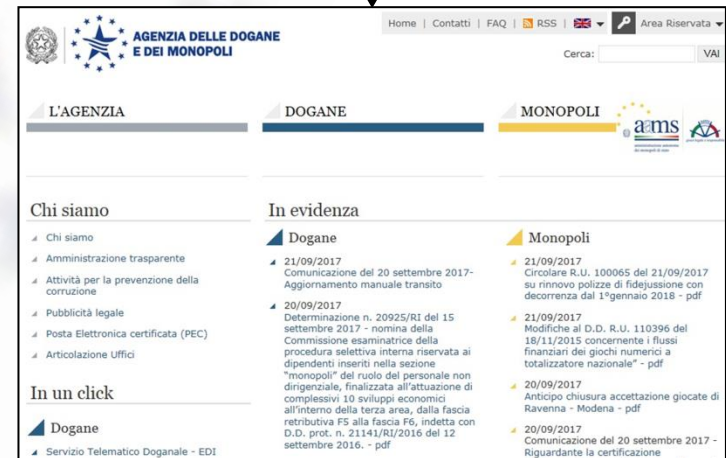 Home | Contatti | FAQ | RSS | Area Riservata
AGENZIA DELLE DOGANE
E DEI MONOPOLI
Cerca:
VAI
L'AGENZIA
DOGANE
MONOPOLI
aams
Chi siamo
Chi siamo
Amministrazione trasparente
Attività per la prevenzione della
corruzione
Pubblicità legale
Posta Elettronica certificata (PEC)
Articolazione Uffici
In un click
Dogane
Servizio Telematico Doganale - EDI
In evidenza
Dogane
21/09/2017
Comunicazione del 20 settembre 2017-
Aggiornamento manuale transito
20/09/2017
Determinazione n. 20925/RI del 15
settembre 2017 - nomina della
Commissione esaminatrice della
procedura selettiva interna riservata ai
dipendenti inseriti nella sezione
"monopoli" del ruolo del personale non
dirigenziale, finalizzata all'attuazione di
complessivi 10 sviluppi economici
all'interno della terza area, dalla fascia
retributiva F5 alla fascia F6, indetta con
D.D. prot. n. 21141/RI/2016 del 12
settembre 2016. - pdf
Monopoli
21/09/2017
Circolare R.U. 100065 del 21/09/2017
su rinnovo polizze di fidejussione con
decorrenza dal 1°gennaio 2018 - pdf
21/09/2017
Modifiche al D.D. R.U. 110396 del
18/11/2015 concernente i flussi
finanziari dei giochi numerici a
totalizzatore nazionale" - pdf
20/09/2017
Anticipo chiusura accettazione giocate di
Ravenna - Modena - pdf
20/09/2017
Comunicazione del 20 settembre 2017 -
Riguardante la certificazione